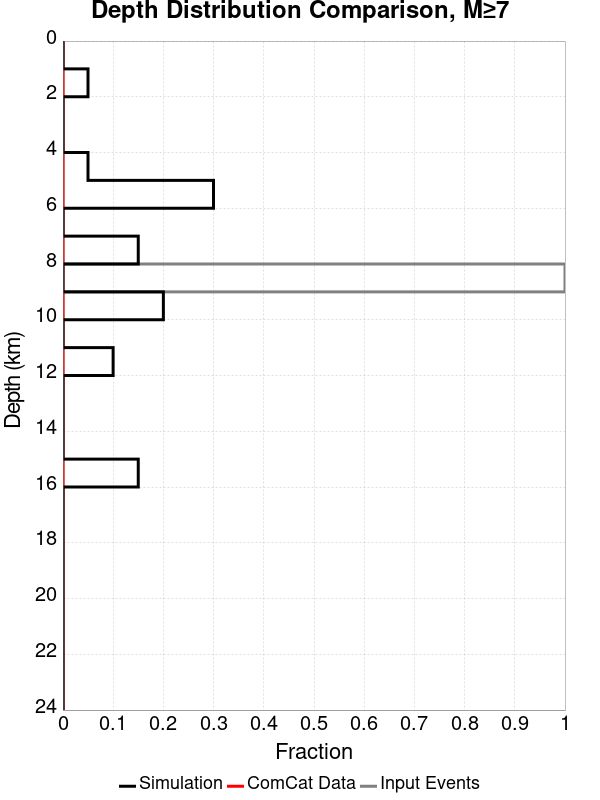 Depth Distribution Comparison, M≥7
0
2
4
6
8
10
12
14
16
18
20
22
24
Depth (km)
0 0.1 0.2 0.3 0.4 0.5 0.6 0.7 0.8 0.9 1
Fraction
Simulation ComCat Data Input Events